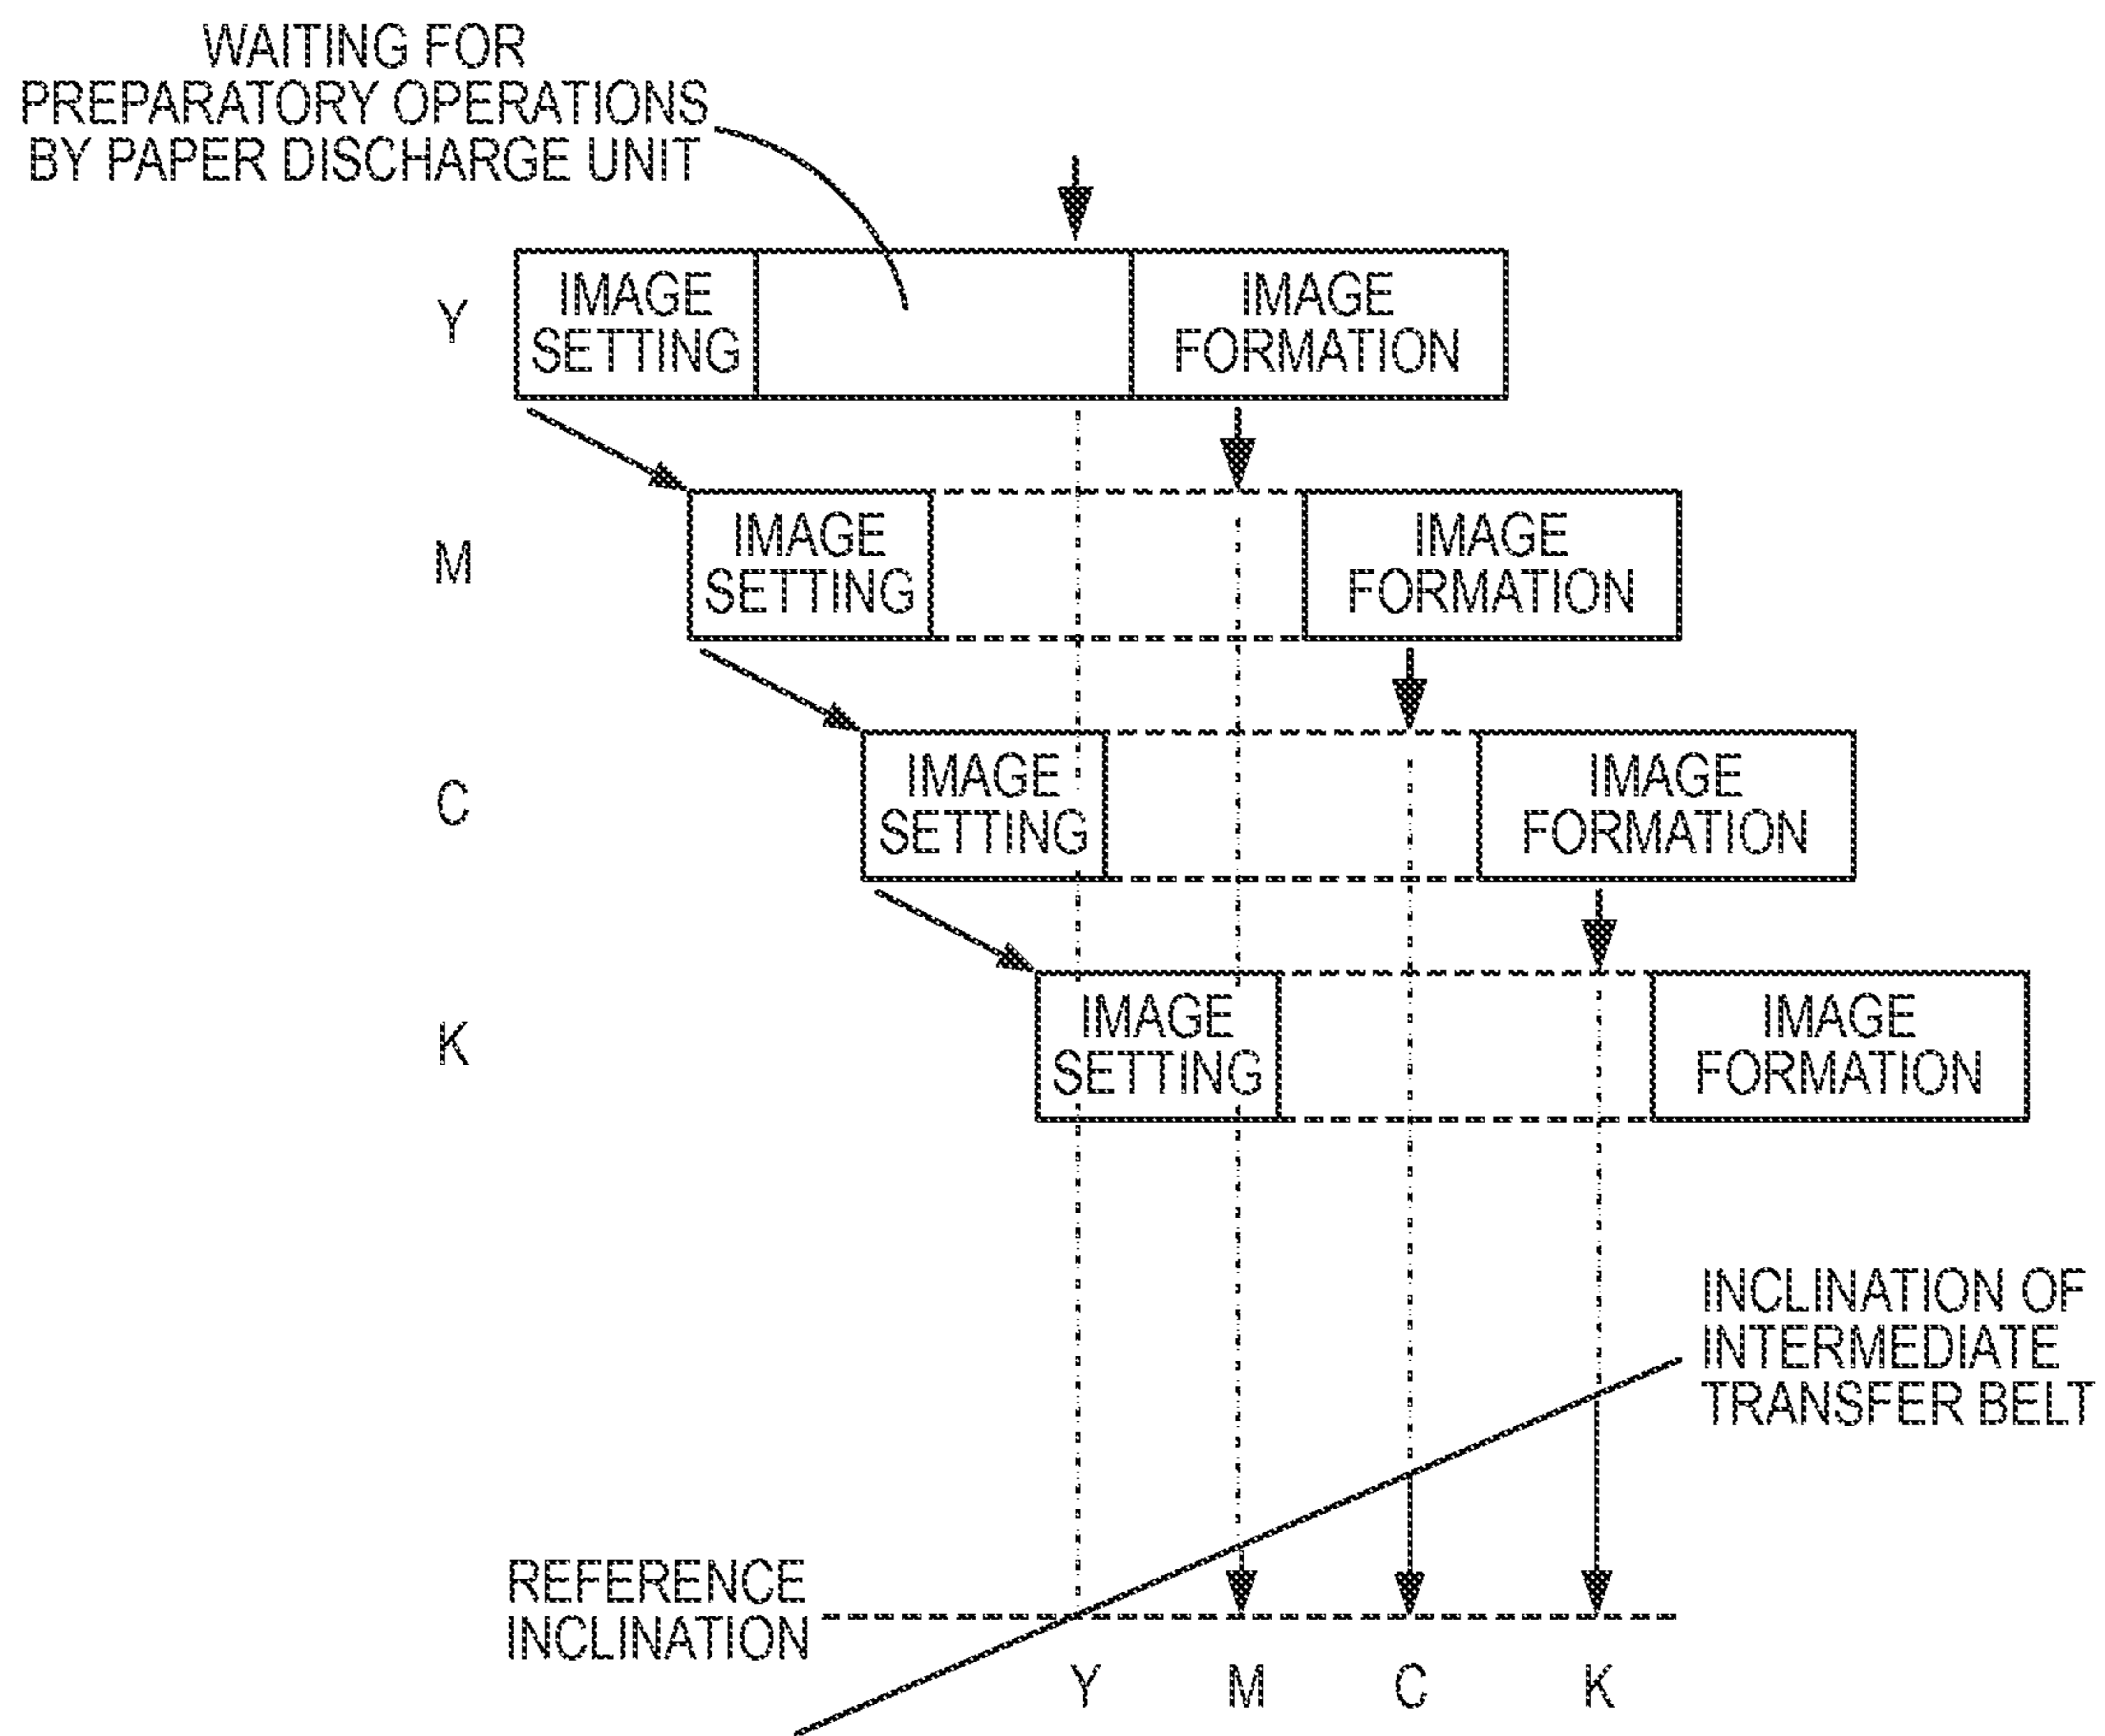 WAITING FOR
PREPARATORY OPERATIONS
BY PAPER DISCHARGE UNIT
Y
IMAGE
SETTING
IMAGE
FORMATION
M
IMAGE
SETTING
IMAGE
FORMATION
C
IMAGE
SETTING
IMAGE
FORMATION
K
IMAGE
SETTING
IMAGE
FORMATION
INCLINATION OF
INTERMEDIATE
TRANSFER BELT
REFERENCE
INCLINATION
Y M C K